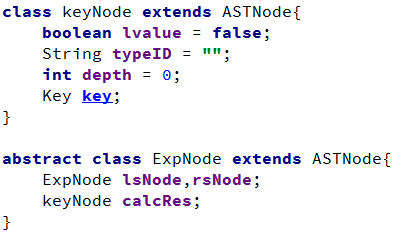 class keyNode extends ASTNode{
    boolean lvalue = false;
    String typeID = "";
    int depth = 0;
    Key key;
}

abstract class ExpNode extends ASTNode{
    ExpNode lsNode,rsNode;
    keyNode calcRes;
}